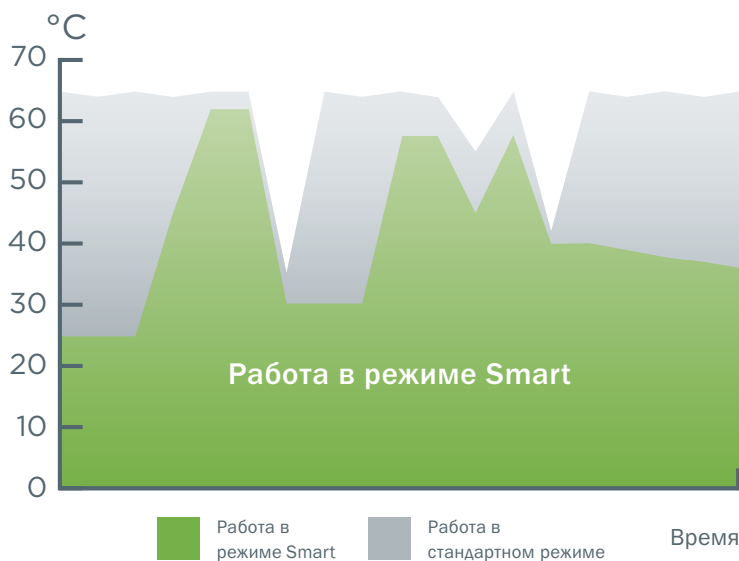 °C
70
60
50
40
30
20
10
0
Работа в режиме Smart
Работа в
режиме Smart
Работа в
стандартном режиме
Время